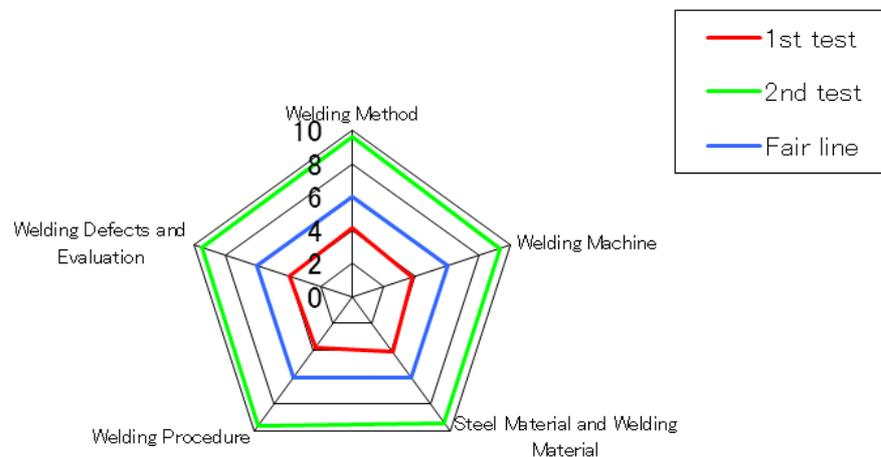 1st test
2nd test
Fair line
Welding Method
10
8
6
4
2
0
Welding Defects and
Evaluation
Welding Machine
Welding Procedure
Steel Material and Welding
Material